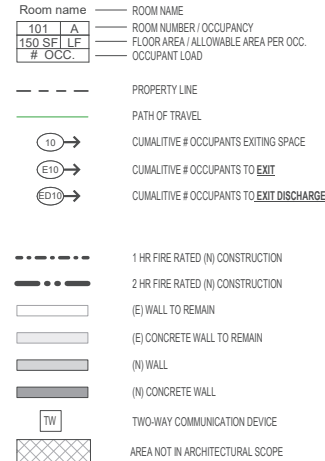 Room name ROOM NAME
101 A ROOM NUMBER / OCCUPANCY
150 SF LF FLOOR AREA / ALLOWABLE AREA PER OCC.
# OCC. OCCUPANT LOAD
PROPERTY LINE
PATH OF TRAVEL
10 CUMALITIVE # OCCUPANTS EXITING SPACE
E10 CUMALITIVE # OCCUPANTS TO EXIT
ED10 CUMALITIVE # OCCUPANTS TO EXIT DISCHARGE
1 HR FIRE RATED (N) CONSTRUCTION
2 HR FIRE RATED (N) CONSTRUCTION
(E) WALL TO REMAIN
(E) CONCRETE WALL TO REMAIN
(N) WALL
(N) CONCRETE WALL
TW TWO-WAY COMMUNICATION DEVICE
AREA NOT IN ARCHITECTURAL SCOPE